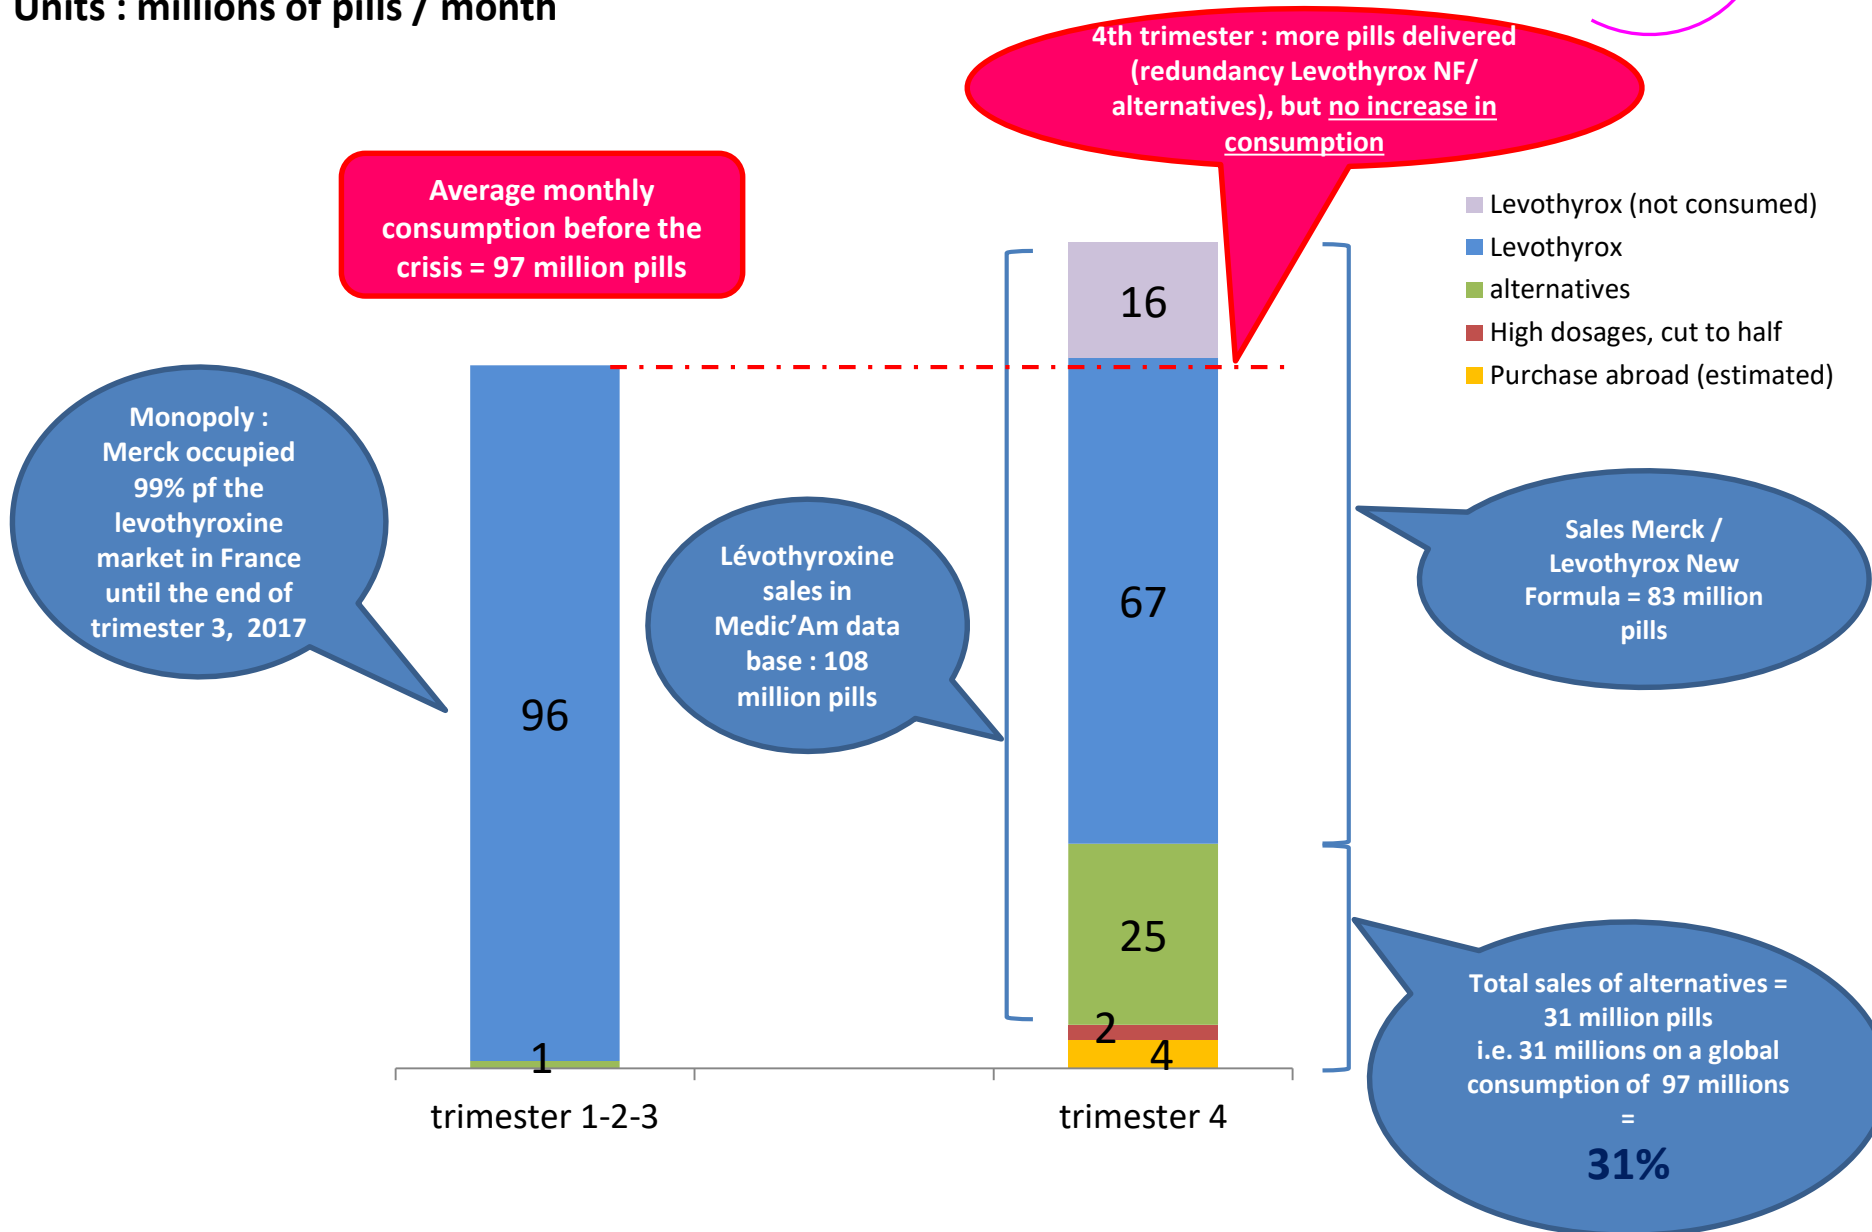 Units : millions of pills / month
4th trimester : more pills delivered
(redundancy Levothyrox NF/
alternatives), but no increase in
consumption
Average monthly
consumption before the
crisis = 97 million pills
Levothyrox (not consumed)
Levothyrox
alternatives
High dosages, cut to half
Purchase abroad (estimated)
Monopoly :
Merck occupied
99% pf the
levothyroxine
market in France
until the end of
trimester 3, 2017
Lévothyroxine
sales in
Medic’Am data
base : 108
million pills
Sales Merck /
Levothyrox New
Formula = 83 million
pills
Total sales of alternatives =
31 million pills
i.e. 31 millions on a global
consumption of 97 millions
=
31%
96
1
16
67
25
2
4
trimester 1-2-3
trimester 4